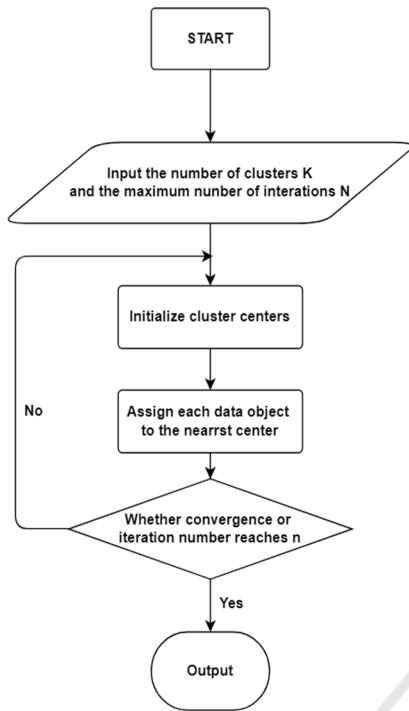 START
Input the number of clusters K
and the maximum nunber of interations N
Initialize cluster centers
No
Assign each data object
to the nearrst center
Whether convergence or
iteration number reaches n
Yes
Output